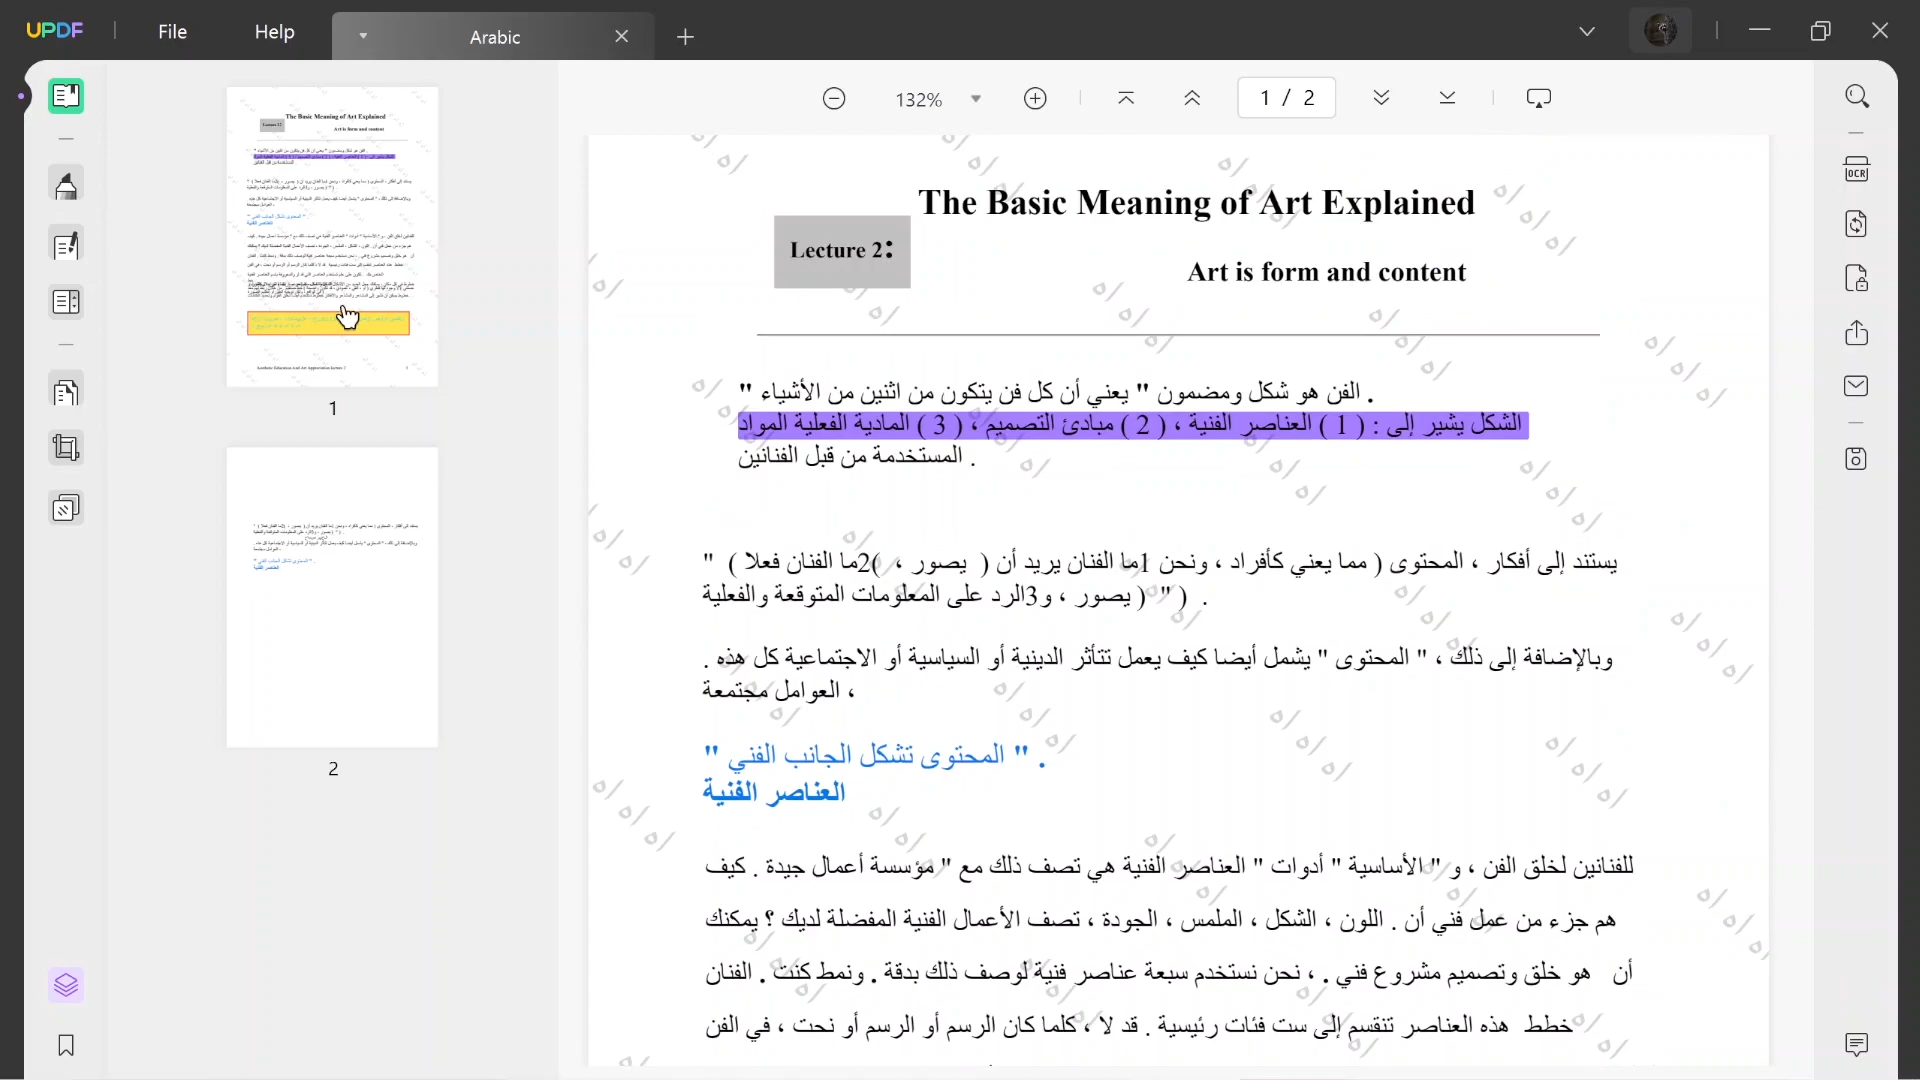 UPDF
File
Help
Arabic
132%
1 / 2
OCR
1
2
The Basic Meaning of Art Explained
Lecture 2:
Art is form and content
" الفن هو شكل ومضمون " يعني أن كل فن يتكون من اثنين من الأشياء .
الشكل يشير إلى : ( 1 ) العناصر الفنية ، ( 2 ) مبادئ التصميم ، ( 3 ) المادية الفعلية المواد
المستخدمة من قبل الفنانين .
يستند إلى أفكار ، المحتوى ( مما يعني كأفراد ، ونحن 1ما الفنان يريد أن ( يصور ، )2ما الفنان فعلا ) "
. ( " ( يصور ، و3الرد على المعلومات المتوقعة والفعلية
وبالإضافة إلى ذلك ، " المحتوى " يشمل أيضا كيف يعمل تتأثر الدينية أو السياسية أو الاجتماعية كل هذه .
العوامل مجتمعة ،
" المحتوى تشكل الجانب الفني " .
العناصر الفنية
للفنانين لخلق الفن ، و " الأساسية " أدوات " العناصر الفنية هي تصف ذلك مع " مؤسسة أعمال جيدة . كيف
هم جزء من عمل فني أن . اللون ، الشكل ، الملمس ، الجودة ، تصف الأعمال الفنية المفضلة لديك ؟ يمكنك
أن هو خلق وتصميم مشروع فني . ، نحن نستخدم سبعة عناصر فنية لوصف ذلك بدقة . ونمط كنت . الفنان
خطط هذه العناصر تنقسم إلى ست فئات رئيسية . قد لا ، كلما كان الرسم أو الرسم أو نحت ، في الفن